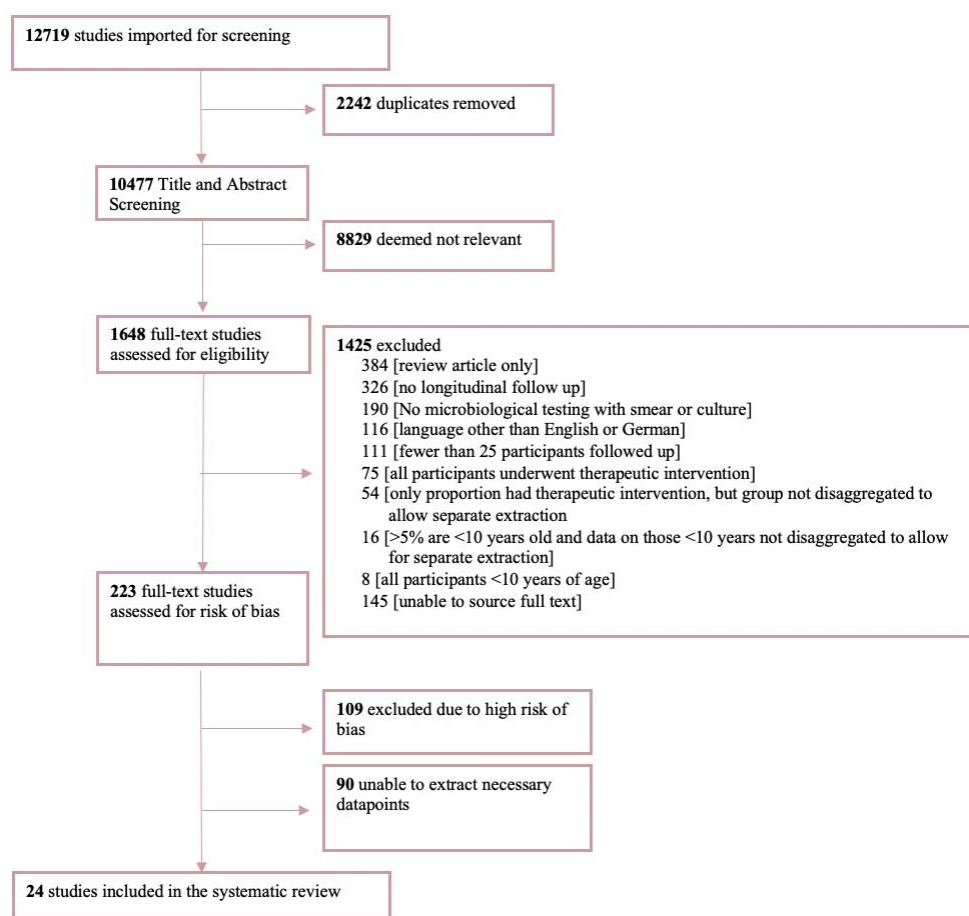 12719 studies imported for screening
2242 duplicates removed
10477 Title and Abstract
Screening
8829 deemed not relevant
1648 full-text studies
assessed for eligibility
1425 excluded
384 [review article only]
326 [no longitudinal follow up]
190 [No microbiological testing with smear or culture]
116 [language other than English or German]
111 [fewer than 25 participants followed up]
75 [all participants underwent therapeutic intervention]
54 [only proportion had therapeutic intervention, but group not disaggregated to
allow separate extraction
16 [>5% are <10 years old and data on those <10 years not disaggregated to allow
for separate extraction]
8 [all participants <10 years of age]
145 [unable to source full text]
223 full-text studies
assessed for risk of bias
109 excluded due to high risk of
bias
90 unable to extract necessary
datapoints
24 studies included in the systematic review